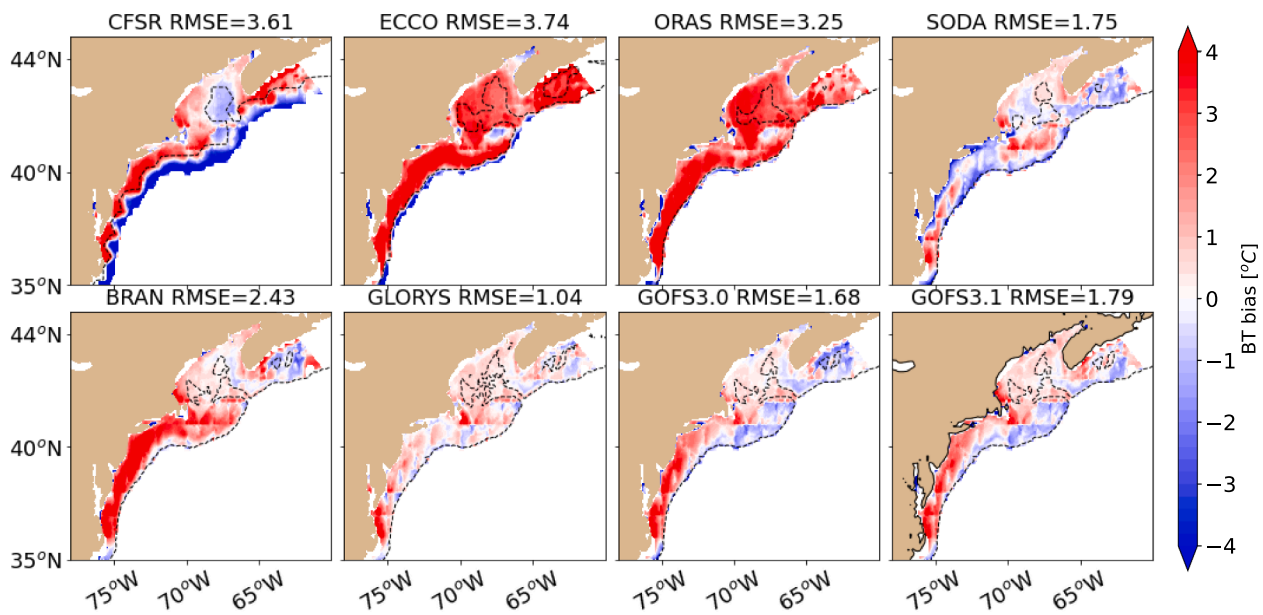 CFSR RMSE=3.61 ECCO RMSE=3.74 ORAS RMSE=3.25 SODA RMSE=1.75
44°N
40°N
35°N
BRAN RMSE=2.43 GLORYS RMSE=1.04 GOFS3.0 RMSE=1.68 GOFS3.1 RMSE=1.79
44°N
40°N
35°N
75°W 70°W 65°W 75°W 70°W 65°W 75°W 70°W 65°W 75°W 70°W 65°W
4
3
2
1
0
−1
−2
−3
−4
BT bias [°C]